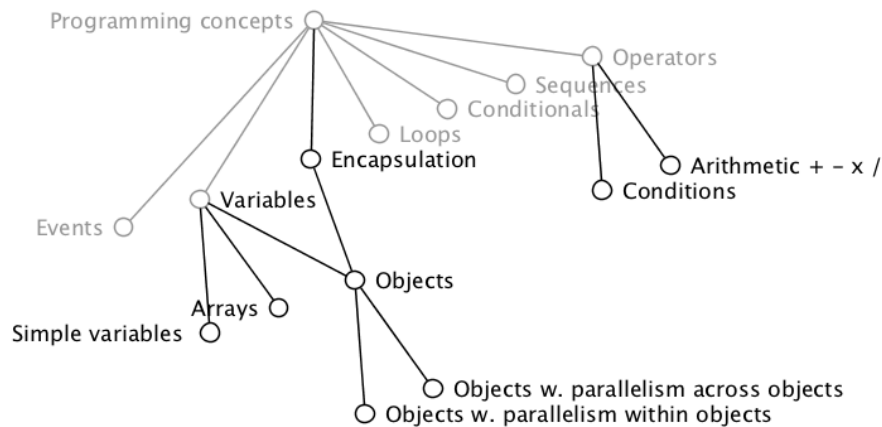 Programming concepts
Operators
Sequences
Conditionals
Loops
Encapsulation
Arithmetic + – x /
Conditions
Variables
Events
Objects
Arrays
Simple variables
Objects w. parallelism across objects
Objects w. parallelism within objects